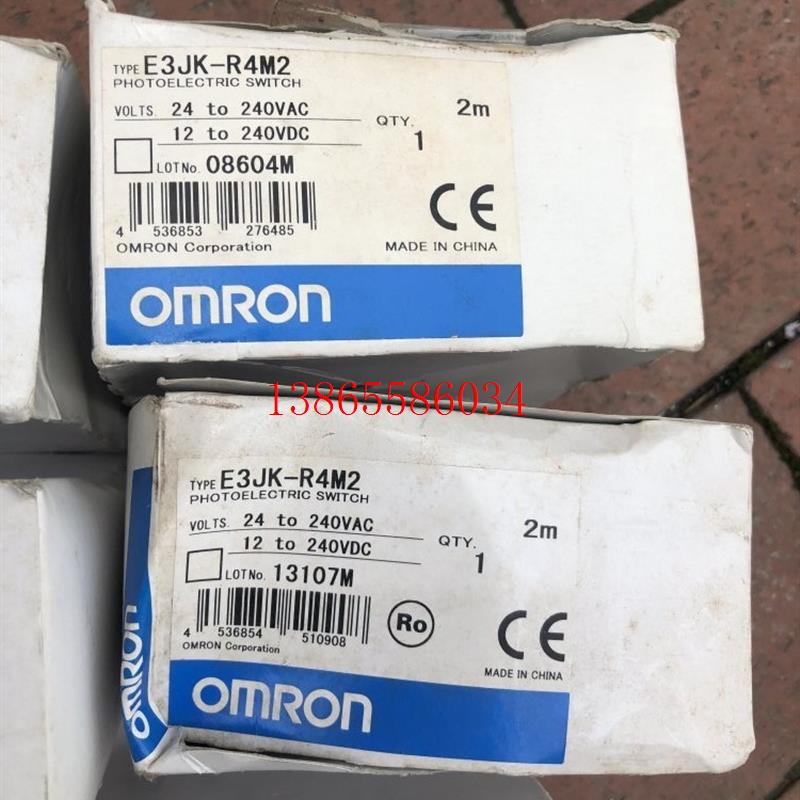 TYPE E3JK-R4M2
PHOTOELECTRIC SWITCH
VOLTS. 24 to 240VAC
12 to 240VDC
QTY. 1
2m
LOT No. 08604M
4 536853 276485
CE
OMRON Corporation
MADE IN CHINA
OMRON
13865586034
TYPE E3JK-R4M2
PHOTOELECTRIC SWITCH
VOLTS. 24 to 240VAC
12 to 240VDC
QTY. 1
2m
LOT No. 13107M
4 536854 510908
Ro
CE
OMRON Corporation
MADE IN CHINA
OMRON
OMRON